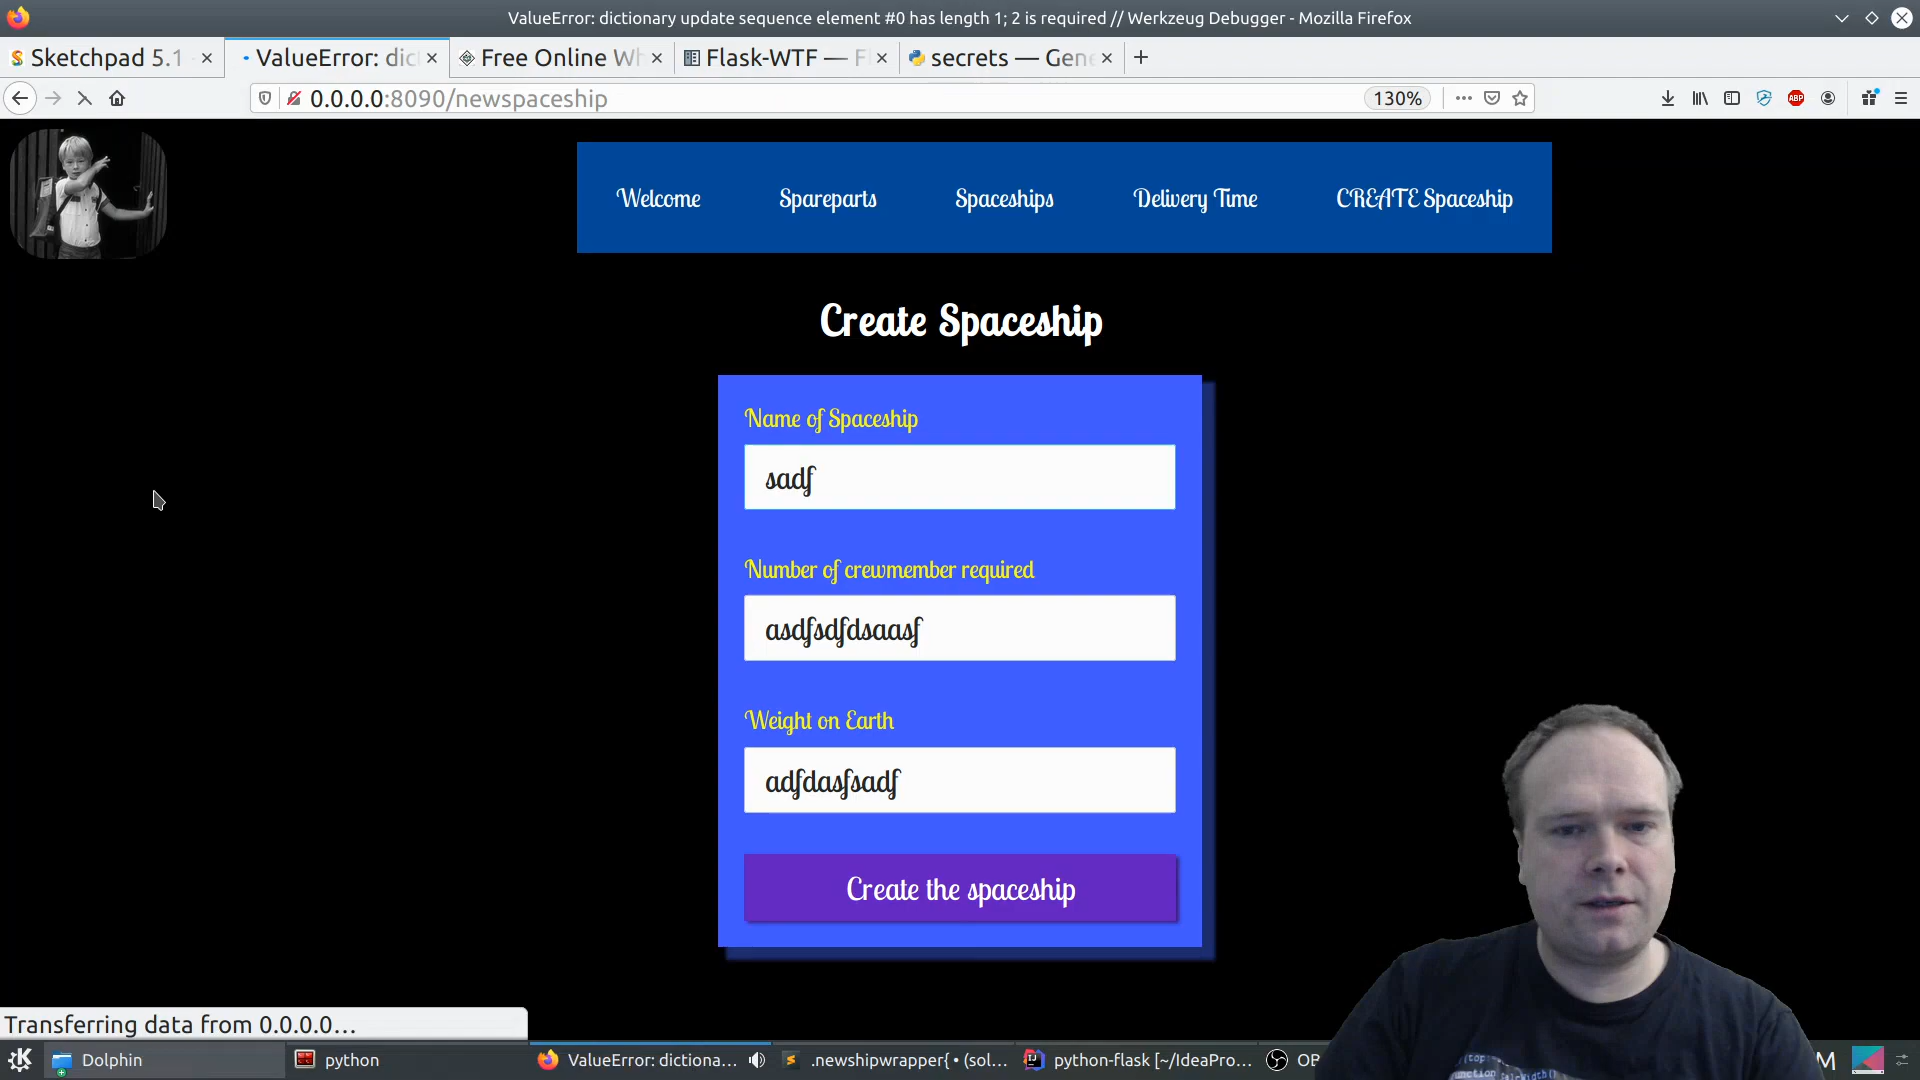 ValueError: dictionary update sequence element #0 has length 1; 2 is required // Werkzeug Debugger - Mozilla Firefox
Sketchpad 5.1
ValueError: dic
Free Online W
Flask-WTF —
secrets — Gen
0.0.0.0:8090/newspaceship
130%
ABP
Welcome
Spareparts
Spaceships
Delivery Time
CREATE Spaceship
Create Spaceship
Name of Spaceship
sadf
Number of crewmember required
asdfsdfdsaasf
Weight on Earth
adfdasfsadf
Create the spaceship
Transferring data from 0.0.0.0…
Dolphin
python
ValueError: dictiona...
.newshipwrapper{ • (sol...
python-flask [~/IdeaPro...
OB
M